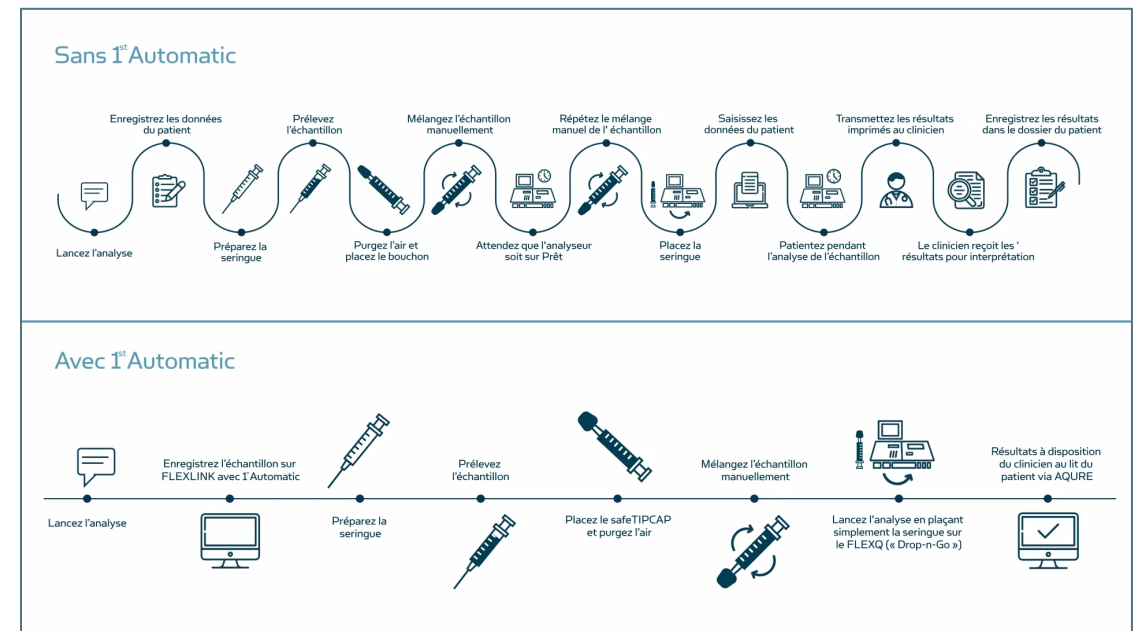 Sans 1st Automatic
Enregistrez les données
du patient
Prélevez
l'échantillon
Mélangez l'échantillon
manuellement
Répétez le mélange
manuel de l' échantillon
Saisissez les
données du patient
Transmettez les résultats
imprimés au clinicien
Enregistrez les résultats
dans le dossier du patient
Lancez l'analyse
Préparez la
seringue
Purgez l'air et
placez le bouchon
Attendez que l'analyseur
soit sur Prêt
Placez la
seringue
Patientez pendant
l'analyse de l'échantillon
Le clinicien reçoit les '
résultats pour interprétation
Avec 1st Automatic
Enregistrez l'échantillon sur
FLEXLINK avec 1'Automatic
Prélevez
l'échantillon
Mélangez l'échantillon
manuellement
Résultats à disposition
du clinicien au lit du
patient via AQURE
Lancez l'analyse
Préparez la
seringue
Placez le safeTIPCAP
et purgez l'air
Lancez l'analyse en plaçant
simplement la seringue sur
le FLEXQ (« Drop-n-Go »)